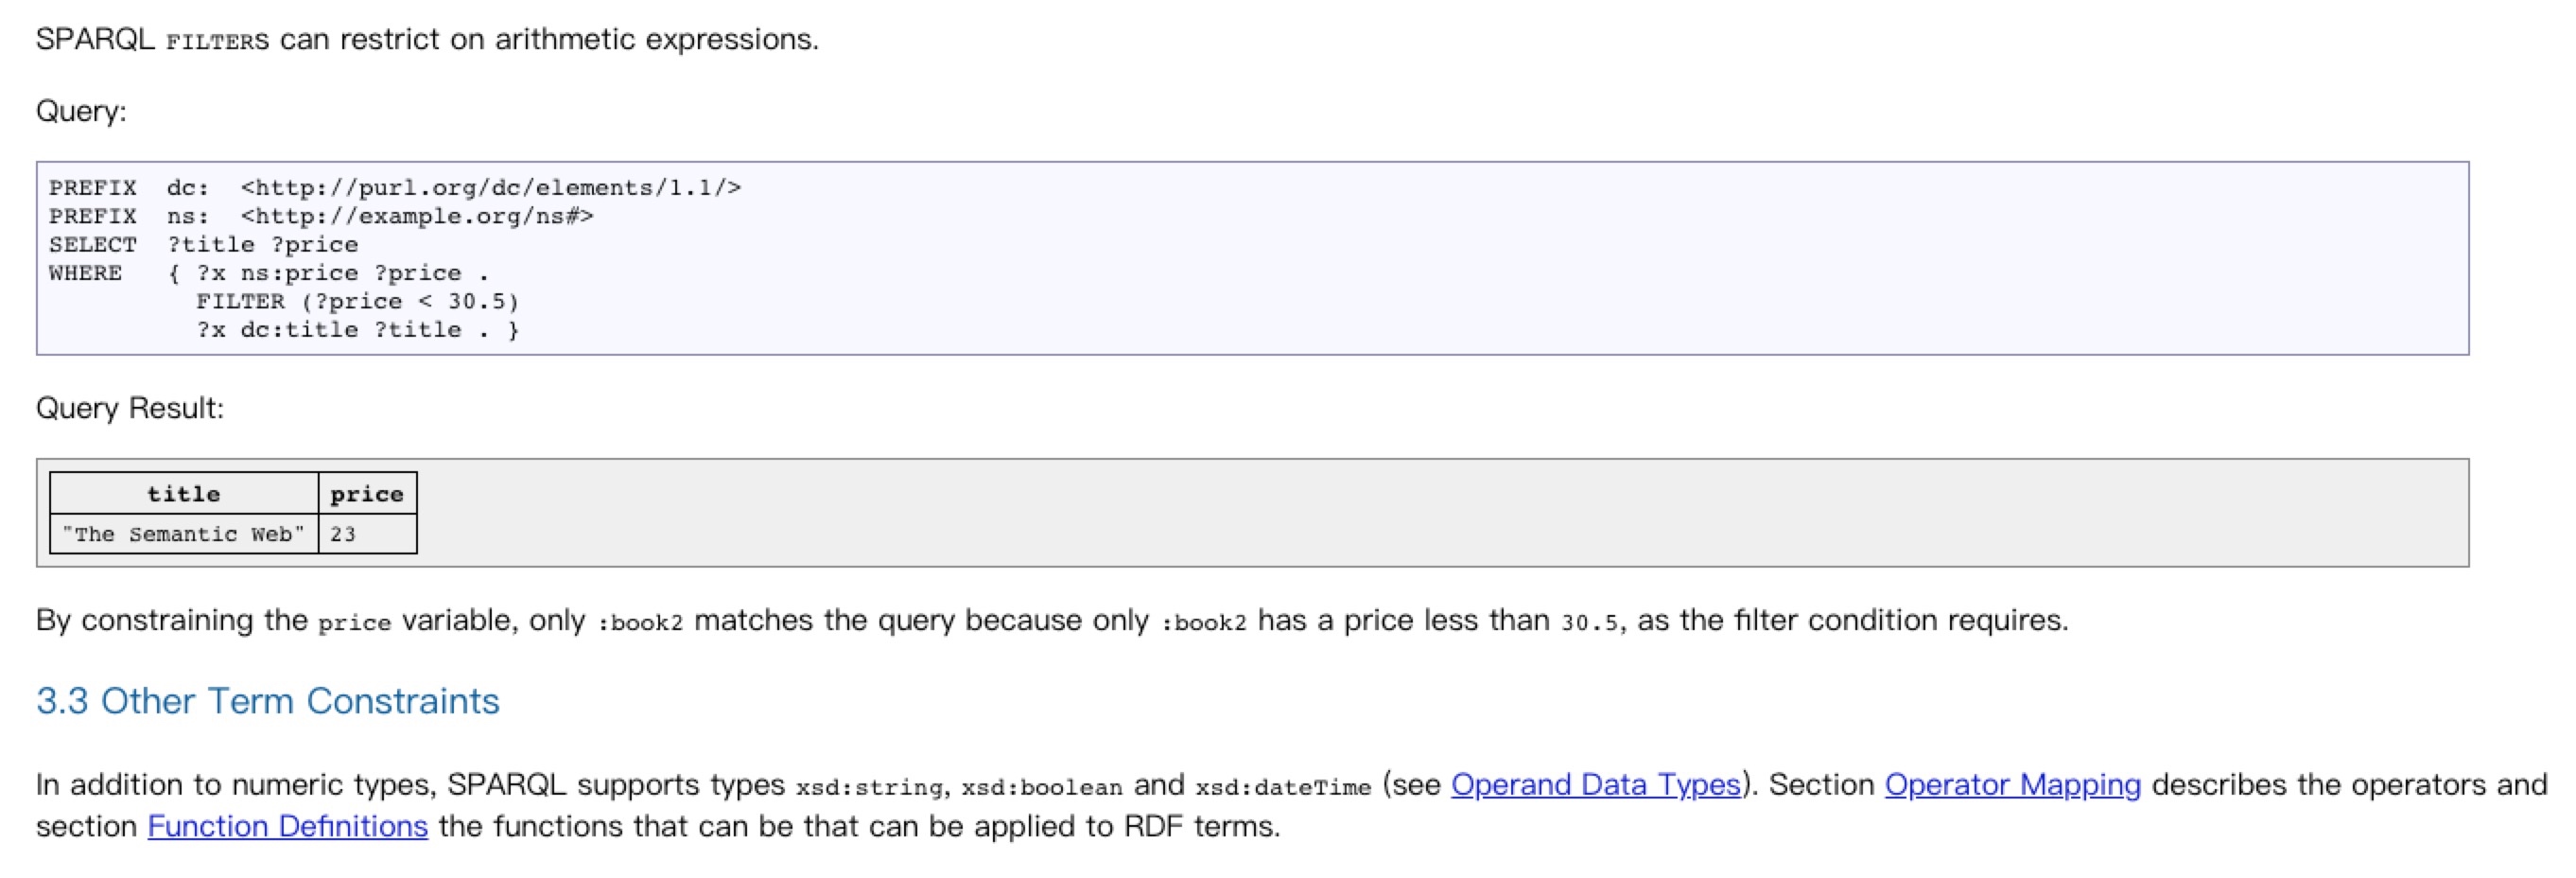 SPARQL FILTERS can restrict on arithmetic expressions.
Query:
PREFIX  dc:  <http://purl.org/dc/elements/1.1/>
PREFIX  ns:  <http://example.org/ns#>
SELECT  ?title ?price
WHERE   { ?x ns:price ?price .
          FILTER (?price < 30.5)
          ?x dc:title ?title . }
Query Result:
title price
"The Semantic Web" 23
By constraining the price variable, only :book2 matches the query because only :book2 has a price less than 30.5, as the filter condition requires.
3.3 Other Term Constraints
In addition to numeric types, SPARQL supports types xsd:string, xsd:boolean and xsd:dateTime (see Operand Data Types). Section Operator Mapping describes the operators and
section Function Definitions the functions that can be that can be applied to RDF terms.